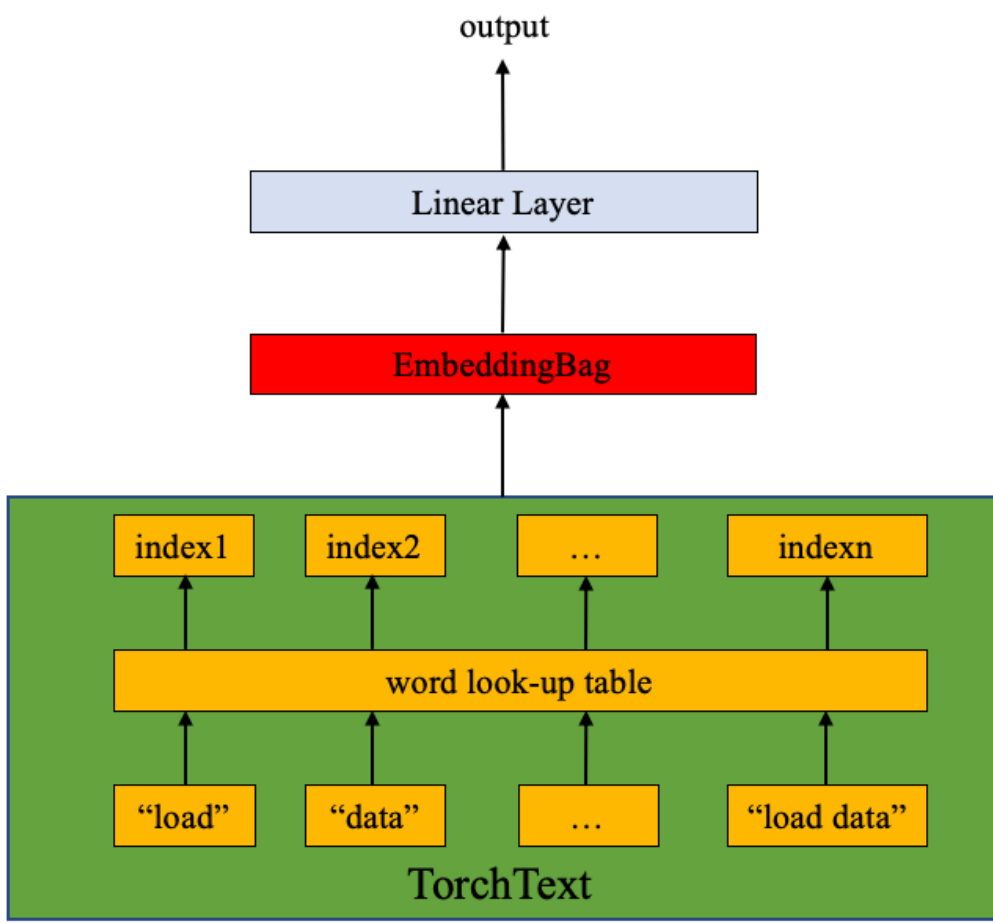 output
Linear Layer
EmbeddingBag
index1 index2 … indexn
word look-up table
“load” “data” … “load data”
TorchText